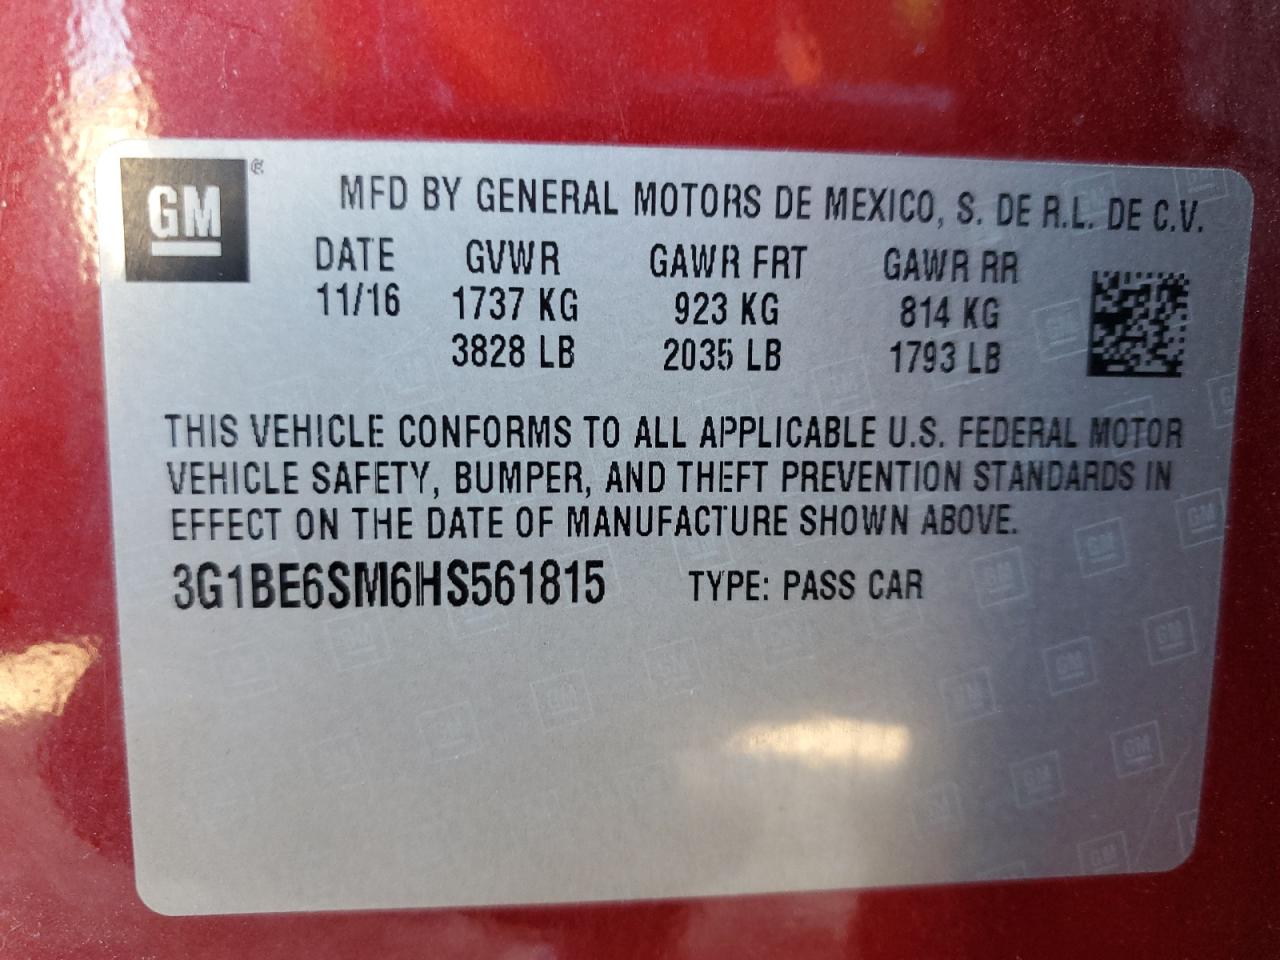 GM ®
MFD BY GENERAL MOTORS DE MEXICO, S. DE R.L. DE C.V.
DATE GVWR GAWR FRT GAWR RR
11/16 1737 KG 923 KG 814 KG
3828 LB 2035 LB 1793 LB
THIS VEHICLE CONFORMS TO ALL APPLICABLE U.S. FEDERAL MOTOR
VEHICLE SAFETY, BUMPER, AND THEFT PREVENTION STANDARDS IN
EFFECT ON THE DATE OF MANUFACTURE SHOWN ABOVE.
3G1BE6SM6HS561815 TYPE: PASS CAR